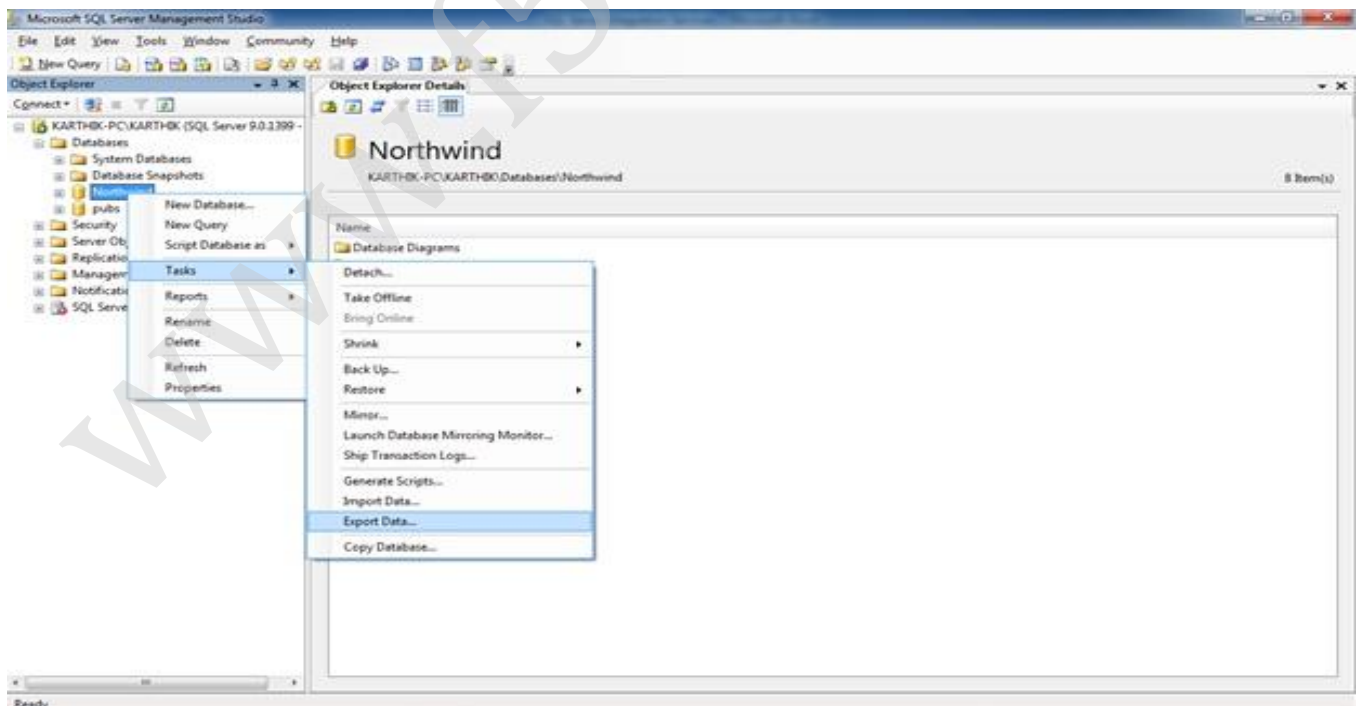 Microsoft SQL Server Management Studio
File Edit View Tools Window Community Help
New Query
Object Explorer
Connect
KARTHIK-PC\KARTHIK (SQL Server 9.0.1399 -
Databases
System Databases
Database Snapshots
Northwind
pubs
Security
Server Ob
Replicatio
Managem
Notificatio
SQL Serve
New Database...
New Query
Script Database as
Tasks
Reports
Rename
Delete
Refresh
Properties
Object Explorer Details
Northwind
KARTHIK-PC\KARTHIK\Databases\Northwind
8 Item(s)
Name
Database Diagrams
Detach...
Take Offline
Bring Online
Shrink
Back Up...
Restore
Mirror...
Launch Database Mirroring Monitor...
Ship Transaction Logs...
Generate Scripts...
Import Data...
Export Data...
Copy Database...
Ready
www.f5